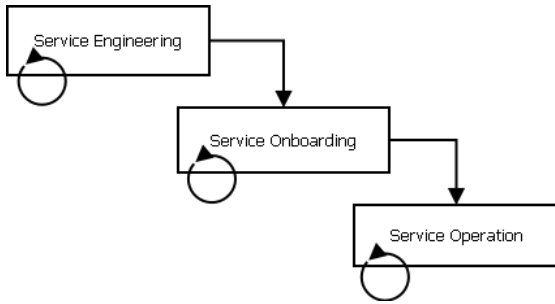 Service Engineering
Service Onboarding
Service Operation